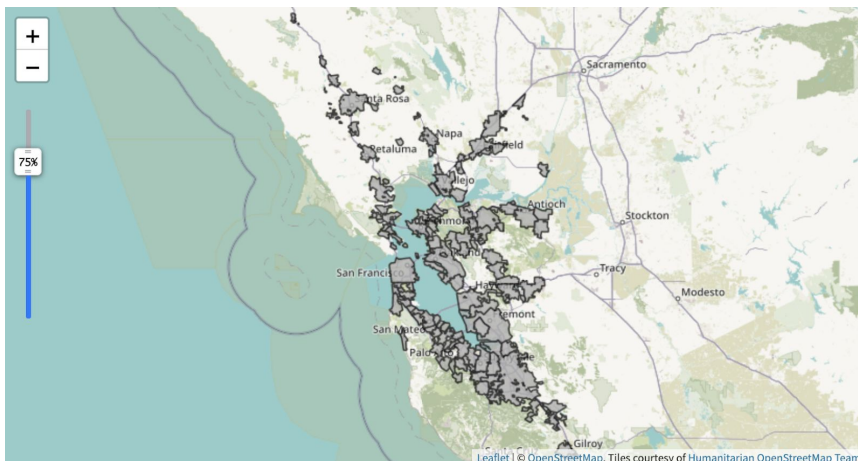 +
−
75%
Sacramento
Santa Rosa
Napa
Petaluma
Antioch
Stockton
San Francisco
Tracy
Modesto
San Mateo
Palo
Gilroy
Leaflet | © OpenStreetMap, Tiles courtesy of Humanitarian OpenStreetMap Team